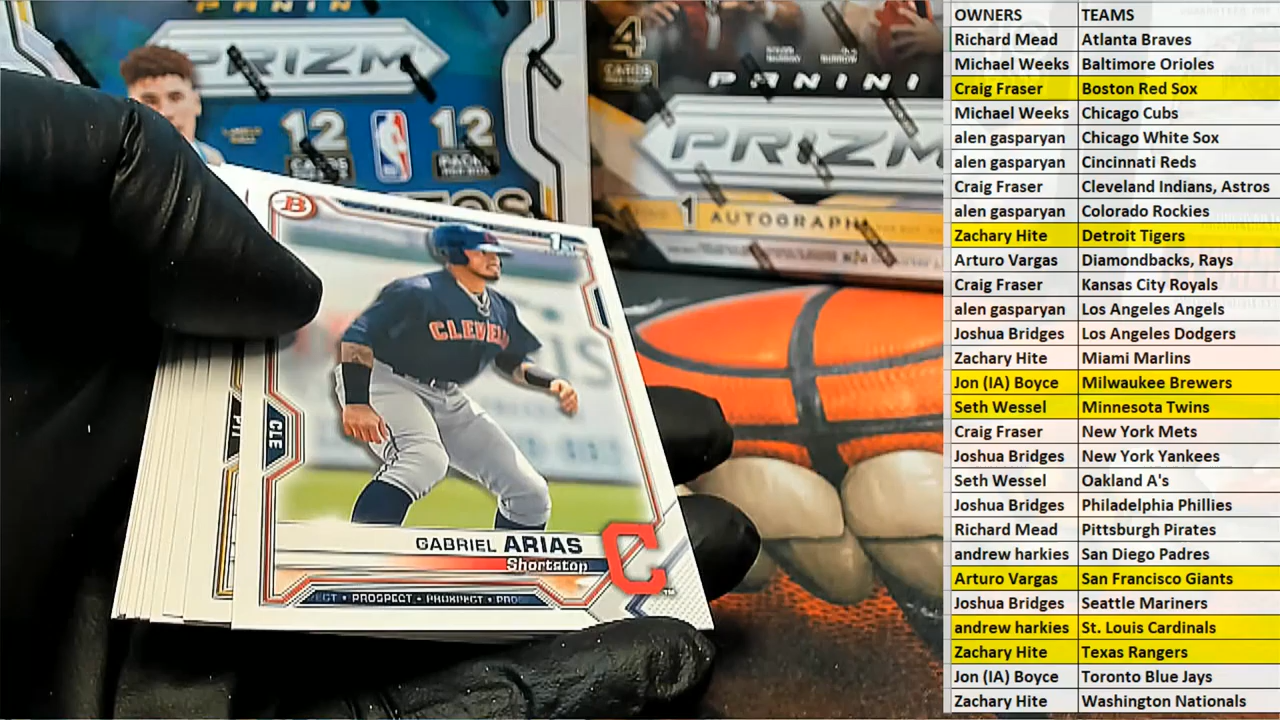 PANINI
PRIZM
12
CARDS
12
PACKS
4
CARDS
PANINI
PRIZM
1 AUTOGRAPH
B
1ST
CLEVEL
CLE
PIT
GABRIEL ARIAS
Shortstop
C
PROSPECT • PROSPECT
OWNERS TEAMS
Richard Mead Atlanta Braves
Michael Weeks Baltimore Orioles
Craig Fraser Boston Red Sox
Michael Weeks Chicago Cubs
alen gasparyan Chicago White Sox
alen gasparyan Cincinnati Reds
Craig Fraser Cleveland Indians, Astros
alen gasparyan Colorado Rockies
Zachary Hite Detroit Tigers
Arturo Vargas Diamondbacks, Rays
Craig Fraser Kansas City Royals
alen gasparyan Los Angeles Angels
Joshua Bridges Los Angeles Dodgers
Zachary Hite Miami Marlins
Jon (IA) Boyce Milwaukee Brewers
Seth Wessel Minnesota Twins
Craig Fraser New York Mets
Joshua Bridges New York Yankees
Seth Wessel Oakland A's
Joshua Bridges Philadelphia Phillies
Richard Mead Pittsburgh Pirates
andrew harkies San Diego Padres
Arturo Vargas San Francisco Giants
Joshua Bridges Seattle Mariners
andrew harkies St. Louis Cardinals
Zachary Hite Texas Rangers
Jon (IA) Boyce Toronto Blue Jays
Zachary Hite Washington Nationals